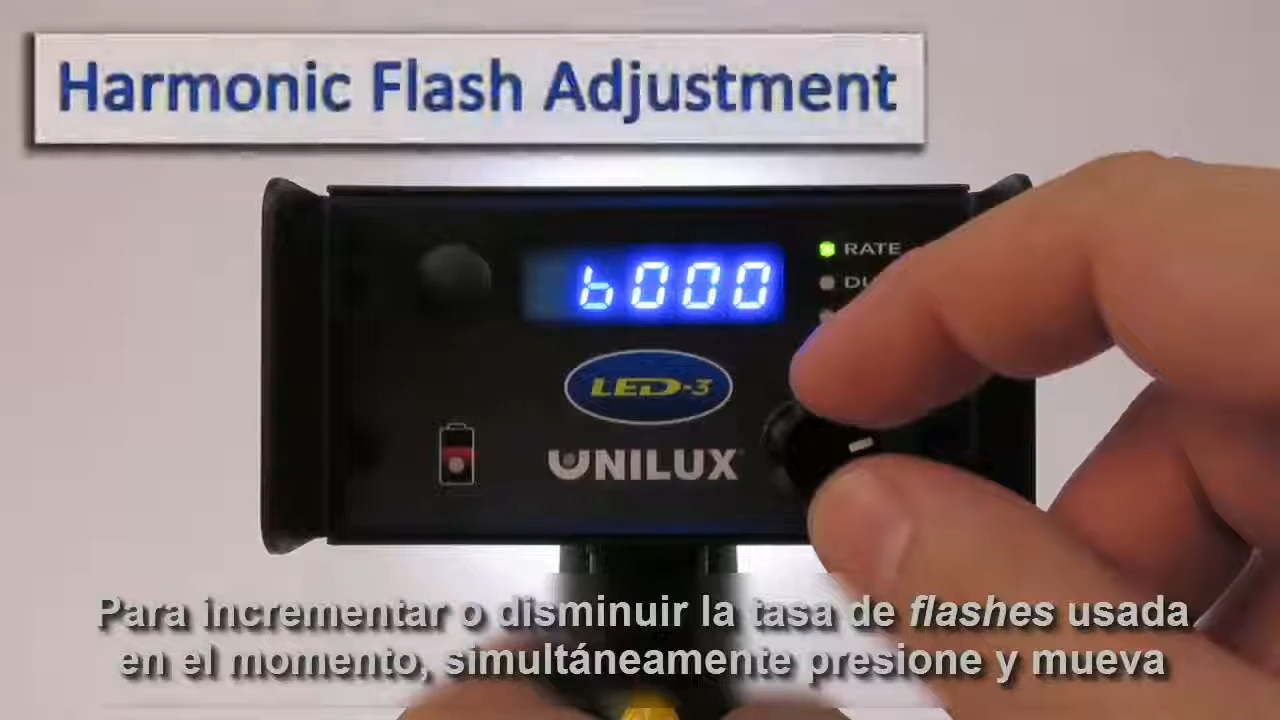 Harmonic Flash Adjustment
6000
RATE
LED-3
UNILUX
Para incrementar o disminuir la tasa de flashes usada
en el momento, simultáneamente presione y mueva